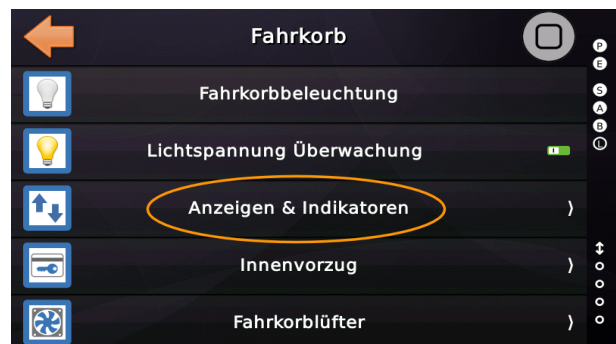 Fahrkorb
Fahrkorbbeleuchtung
Lichtspannung Überwachung
Anzeigen & Indikatoren
Innenvorzug
Fahrkorblüfter
P
E
S
A
B
L